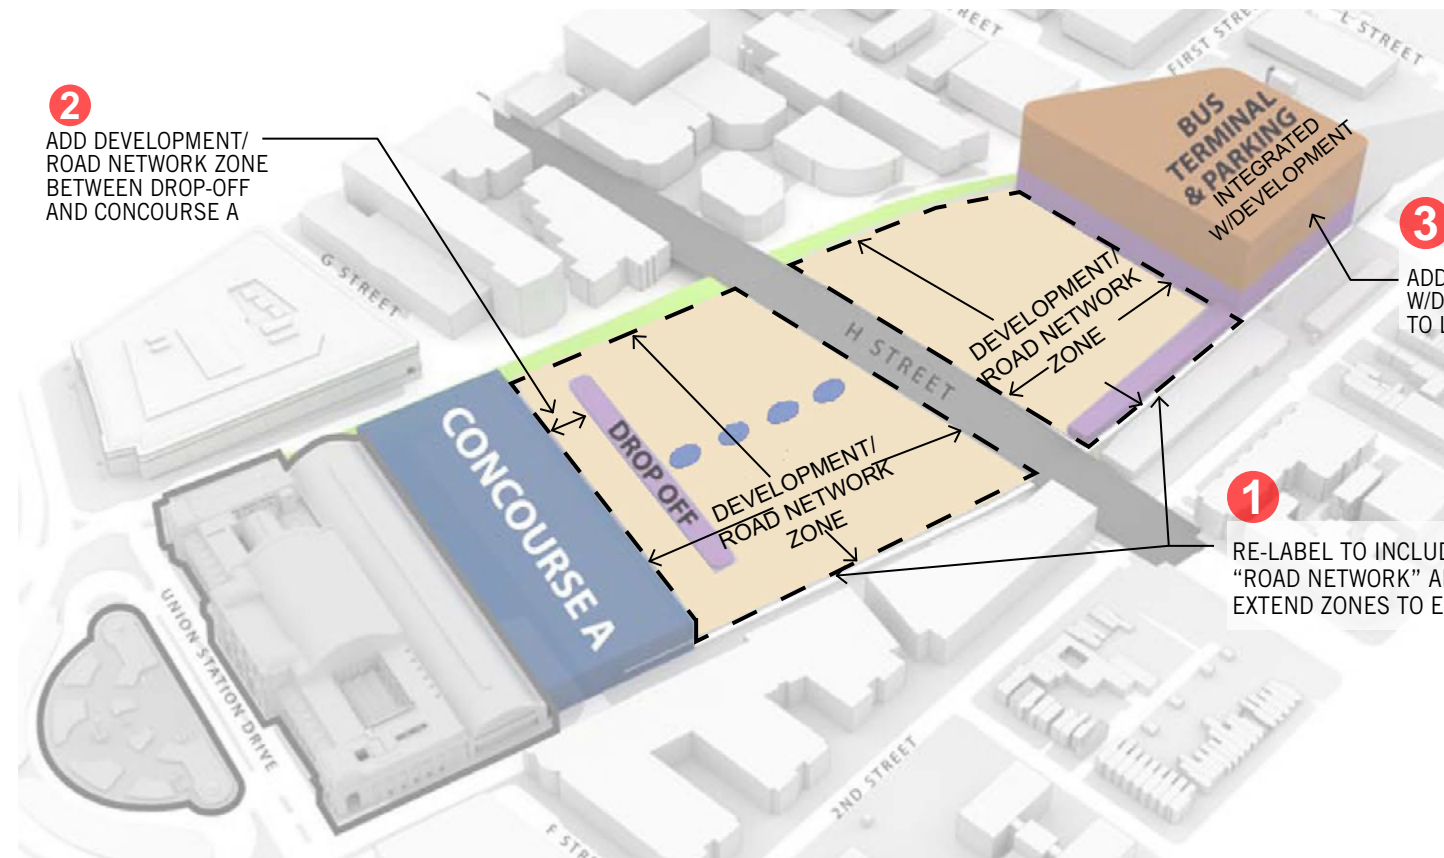 2
ADD DEVELOPMENT/
ROAD NETWORK ZONE
BETWEEN DROP-OFF
AND CONCOURSE A
REET
FIRST STRE
L STREET
BUS
TERMINAL
& PARKING
INTEGRATED
W/DEVELOPMENT
3
ADD
W/D
TO L
G STREET
H STREET
DEVELOPMENT/
ROAD NETWORK
ZONE
CONCOURSE A
DROP OFF
DEVELOPMENT/
ROAD NETWORK
ZONE
1
RE-LABEL TO INCLUD
“ROAD NETWORK” A
EXTEND ZONES TO E
UNION STATION DRIVE
2ND STREET
F STR